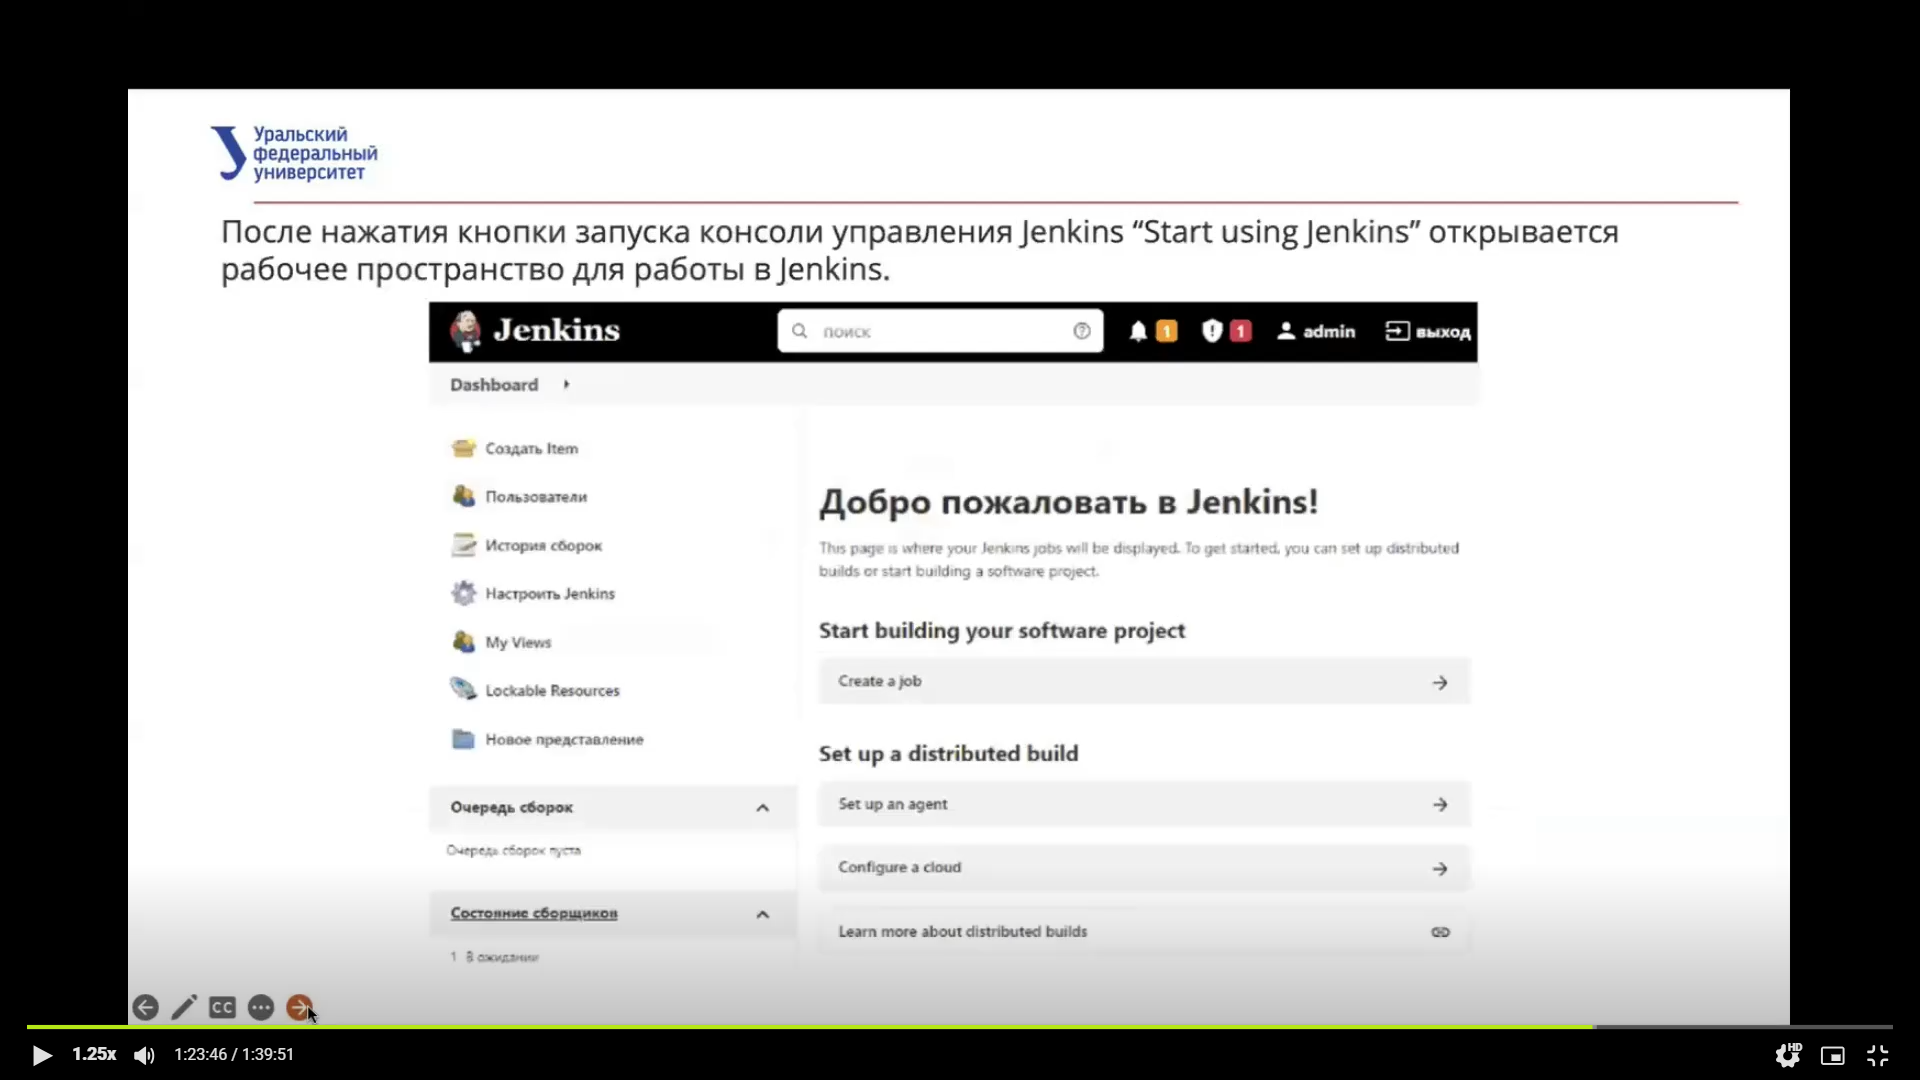 Уральский
федеральный
университет
После нажатия кнопки запуска консоли управления Jenkins “Start using Jenkins” открывается
рабочее пространство для работы в Jenkins.
Jenkins
поиск
1
1
admin
выход
Dashboard
Создать Item
Пользователи
История сборок
Настроить Jenkins
My Views
Lockable Resources
Новое представление
Очередь сборок
Очередь сборок пуста
Состояние сборщиков
1 В ожидании
Добро пожаловать в Jenkins!
This page is where your Jenkins jobs will be displayed. To get started, you can set up distributed
builds or start building a software project.
Start building your software project
Create a job
Set up a distributed build
Set up an agent
Configure a cloud
Learn more about distributed builds
CC
1.25x
1:23:46 / 1:39:51
HD